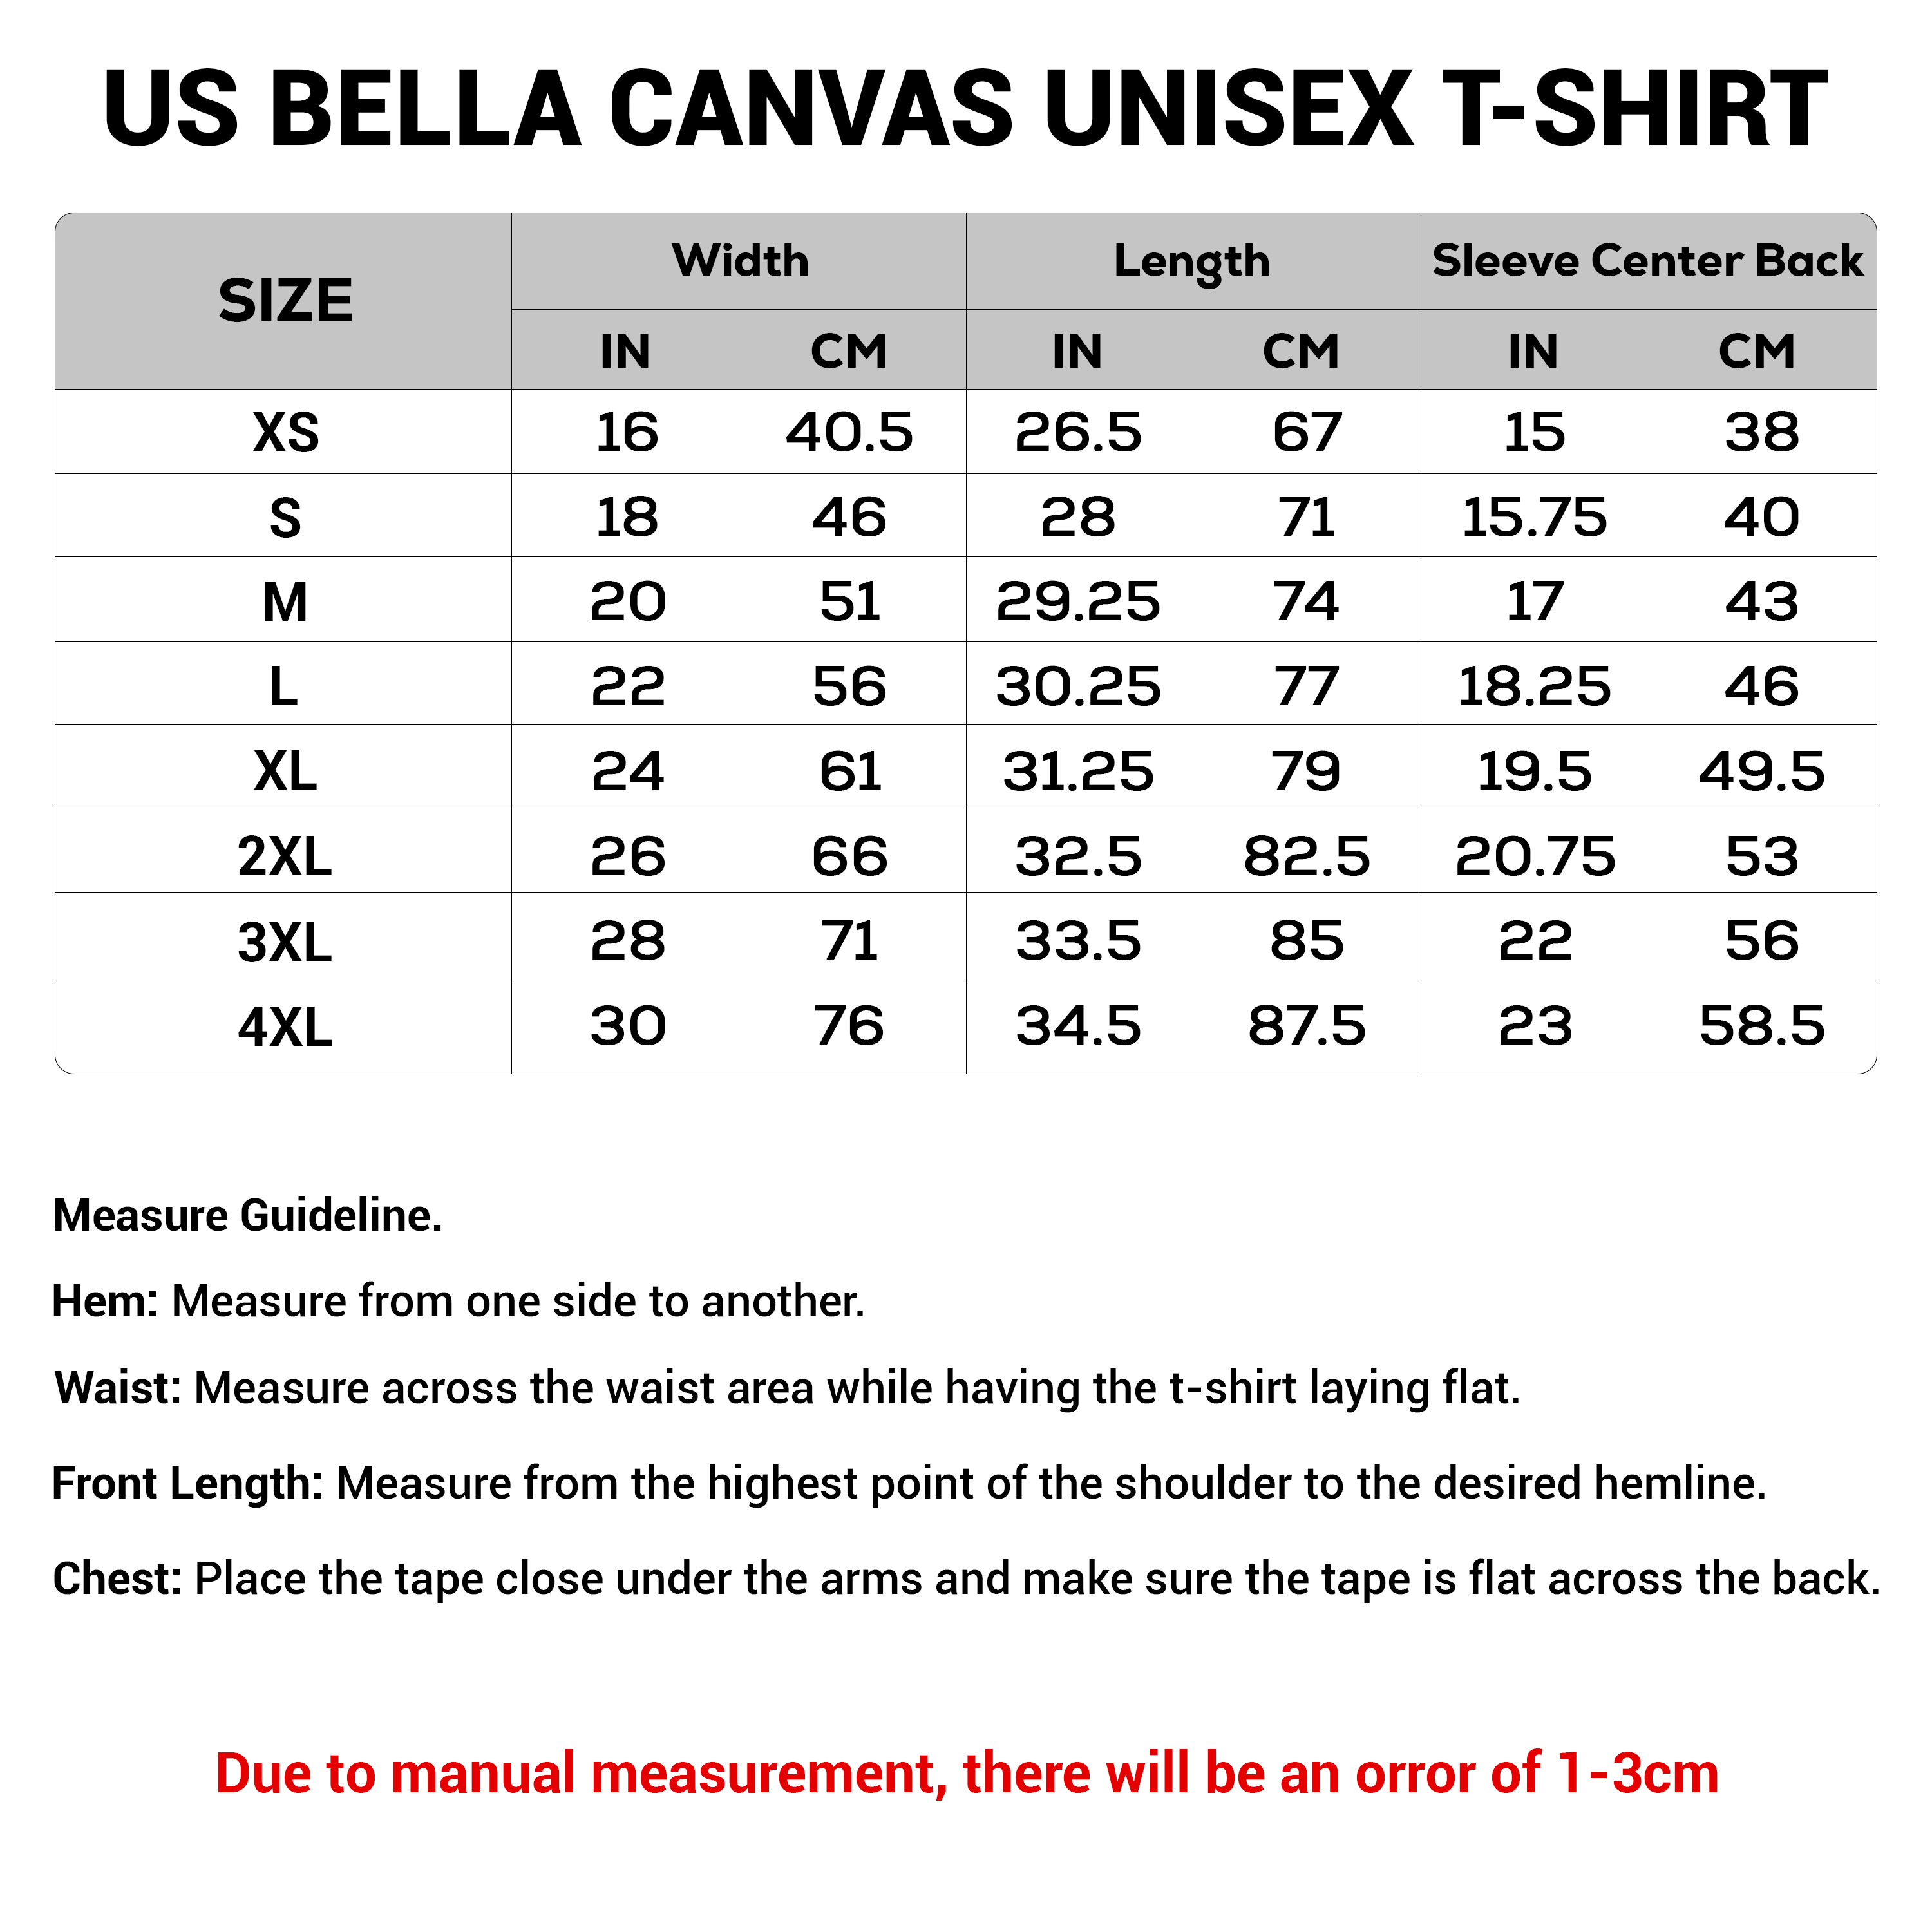 US BELLA CANVAS UNISEX T-SHIRT
SIZE Width Length Sleeve Center Back
IN CM IN CM IN CM
XS 16 40.5 26.5 67 15 38
S 18 46 28 71 15.75 40
M 20 51 29.25 74 17 43
L 22 56 30.25 77 18.25 46
XL 24 61 31.25 79 19.5 49.5
2XL 26 66 32.5 82.5 20.75 53
3XL 28 71 33.5 85 22 56
4XL 30 76 34.5 87.5 23 58.5
Measure Guideline.
Hem: Measure from one side to another.
Waist: Measure across the waist area while having the t-shirt laying flat.
Front Length: Measure from the highest point of the shoulder to the desired hemline.
Chest: Place the tape close under the arms and make sure the tape is flat across the back.
Due to manual measurement, there will be an orror of 1-3cm